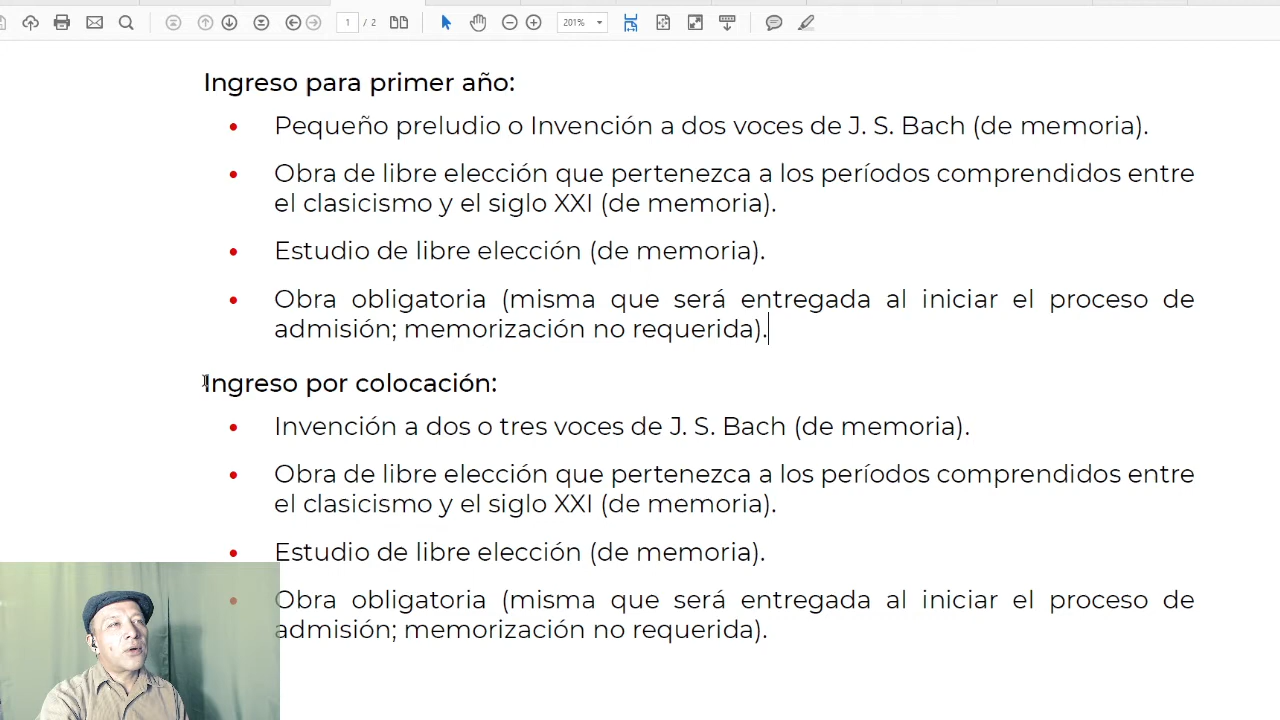 1 / 2
201%
Ingreso para primer año:
• Pequeño preludio o Invención a dos voces de J. S. Bach (de memoria).
• Obra de libre elección que pertenezca a los períodos comprendidos entre
el clasicismo y el siglo XXI (de memoria).
• Estudio de libre elección (de memoria).
• Obra obligatoria (misma que será entregada al iniciar el proceso de
admisión; memorización no requerida).
Ingreso por colocación:
• Invención a dos o tres voces de J. S. Bach (de memoria).
• Obra de libre elección que pertenezca a los períodos comprendidos entre
el clasicismo y el siglo XXI (de memoria).
• Estudio de libre elección (de memoria).
• Obra obligatoria (misma que será entregada al iniciar el proceso de
admisión; memorización no requerida).